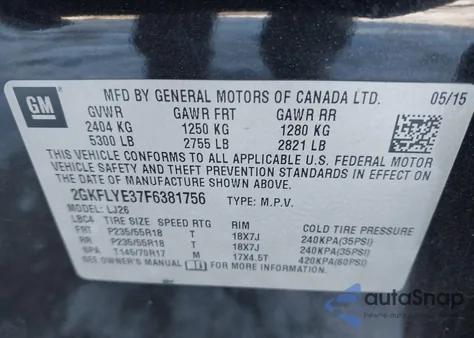 GM
MFD BY GENERAL MOTORS OF CANADA LTD. 05/15
GVWR GAWR FRT GAWR RR
2404 KG 1250 KG 1280 KG
5300 LB 2755 LB 2821 LB
THIS VEHICLE CONFORMS TO ALL APPLICABLE U.S. FEDERAL
VEHICLE SAFETY AND THEFT PREVENTION STANDARDS IN EFFECT
ON THE DATE OF MANUFACTURE SHOWN ABOVE.
2GKFLYE37F6381756 TYPE: M.P.V.
MODEL: LJ26
LBC4 TIRE SIZE SPEED RTG RIM COLD TIRE PRESSURE
FRT P235/55R18 T 18X7J 240KPA(35PSI)
RR P235/55R18 T 18X7J 240KPA(35PSI)
SPA T145/70R17 M 17X4.5T 420KPA(60PSI)
SEE OWNER'S MANUAL FOR ADDITIONAL INFORMATION
autoSnap